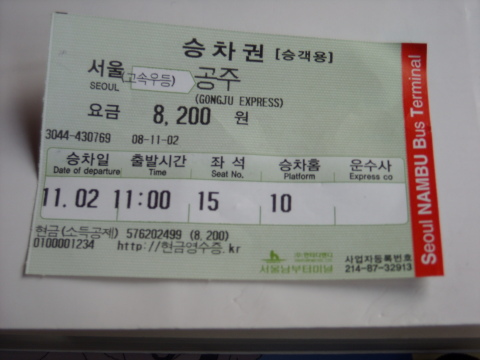 승차권 [승객용]
서울 (고속우등) 공주
SEOUL (GONGJU EXPRESS)
요금 8,200 원
3044-430769 08-11-02
승차일 출발시간 좌 석 승차홈 운수사
Date of departure Time Seat No. Platform Express co
11.02 11:00 15 10
현금(소득공제) 576202499 (8,200)
0100001234 http://현금영수증.kr
서울남부터미널
사업자등록번호
214-87-32913
Seoul NAMBU Bus Terminal